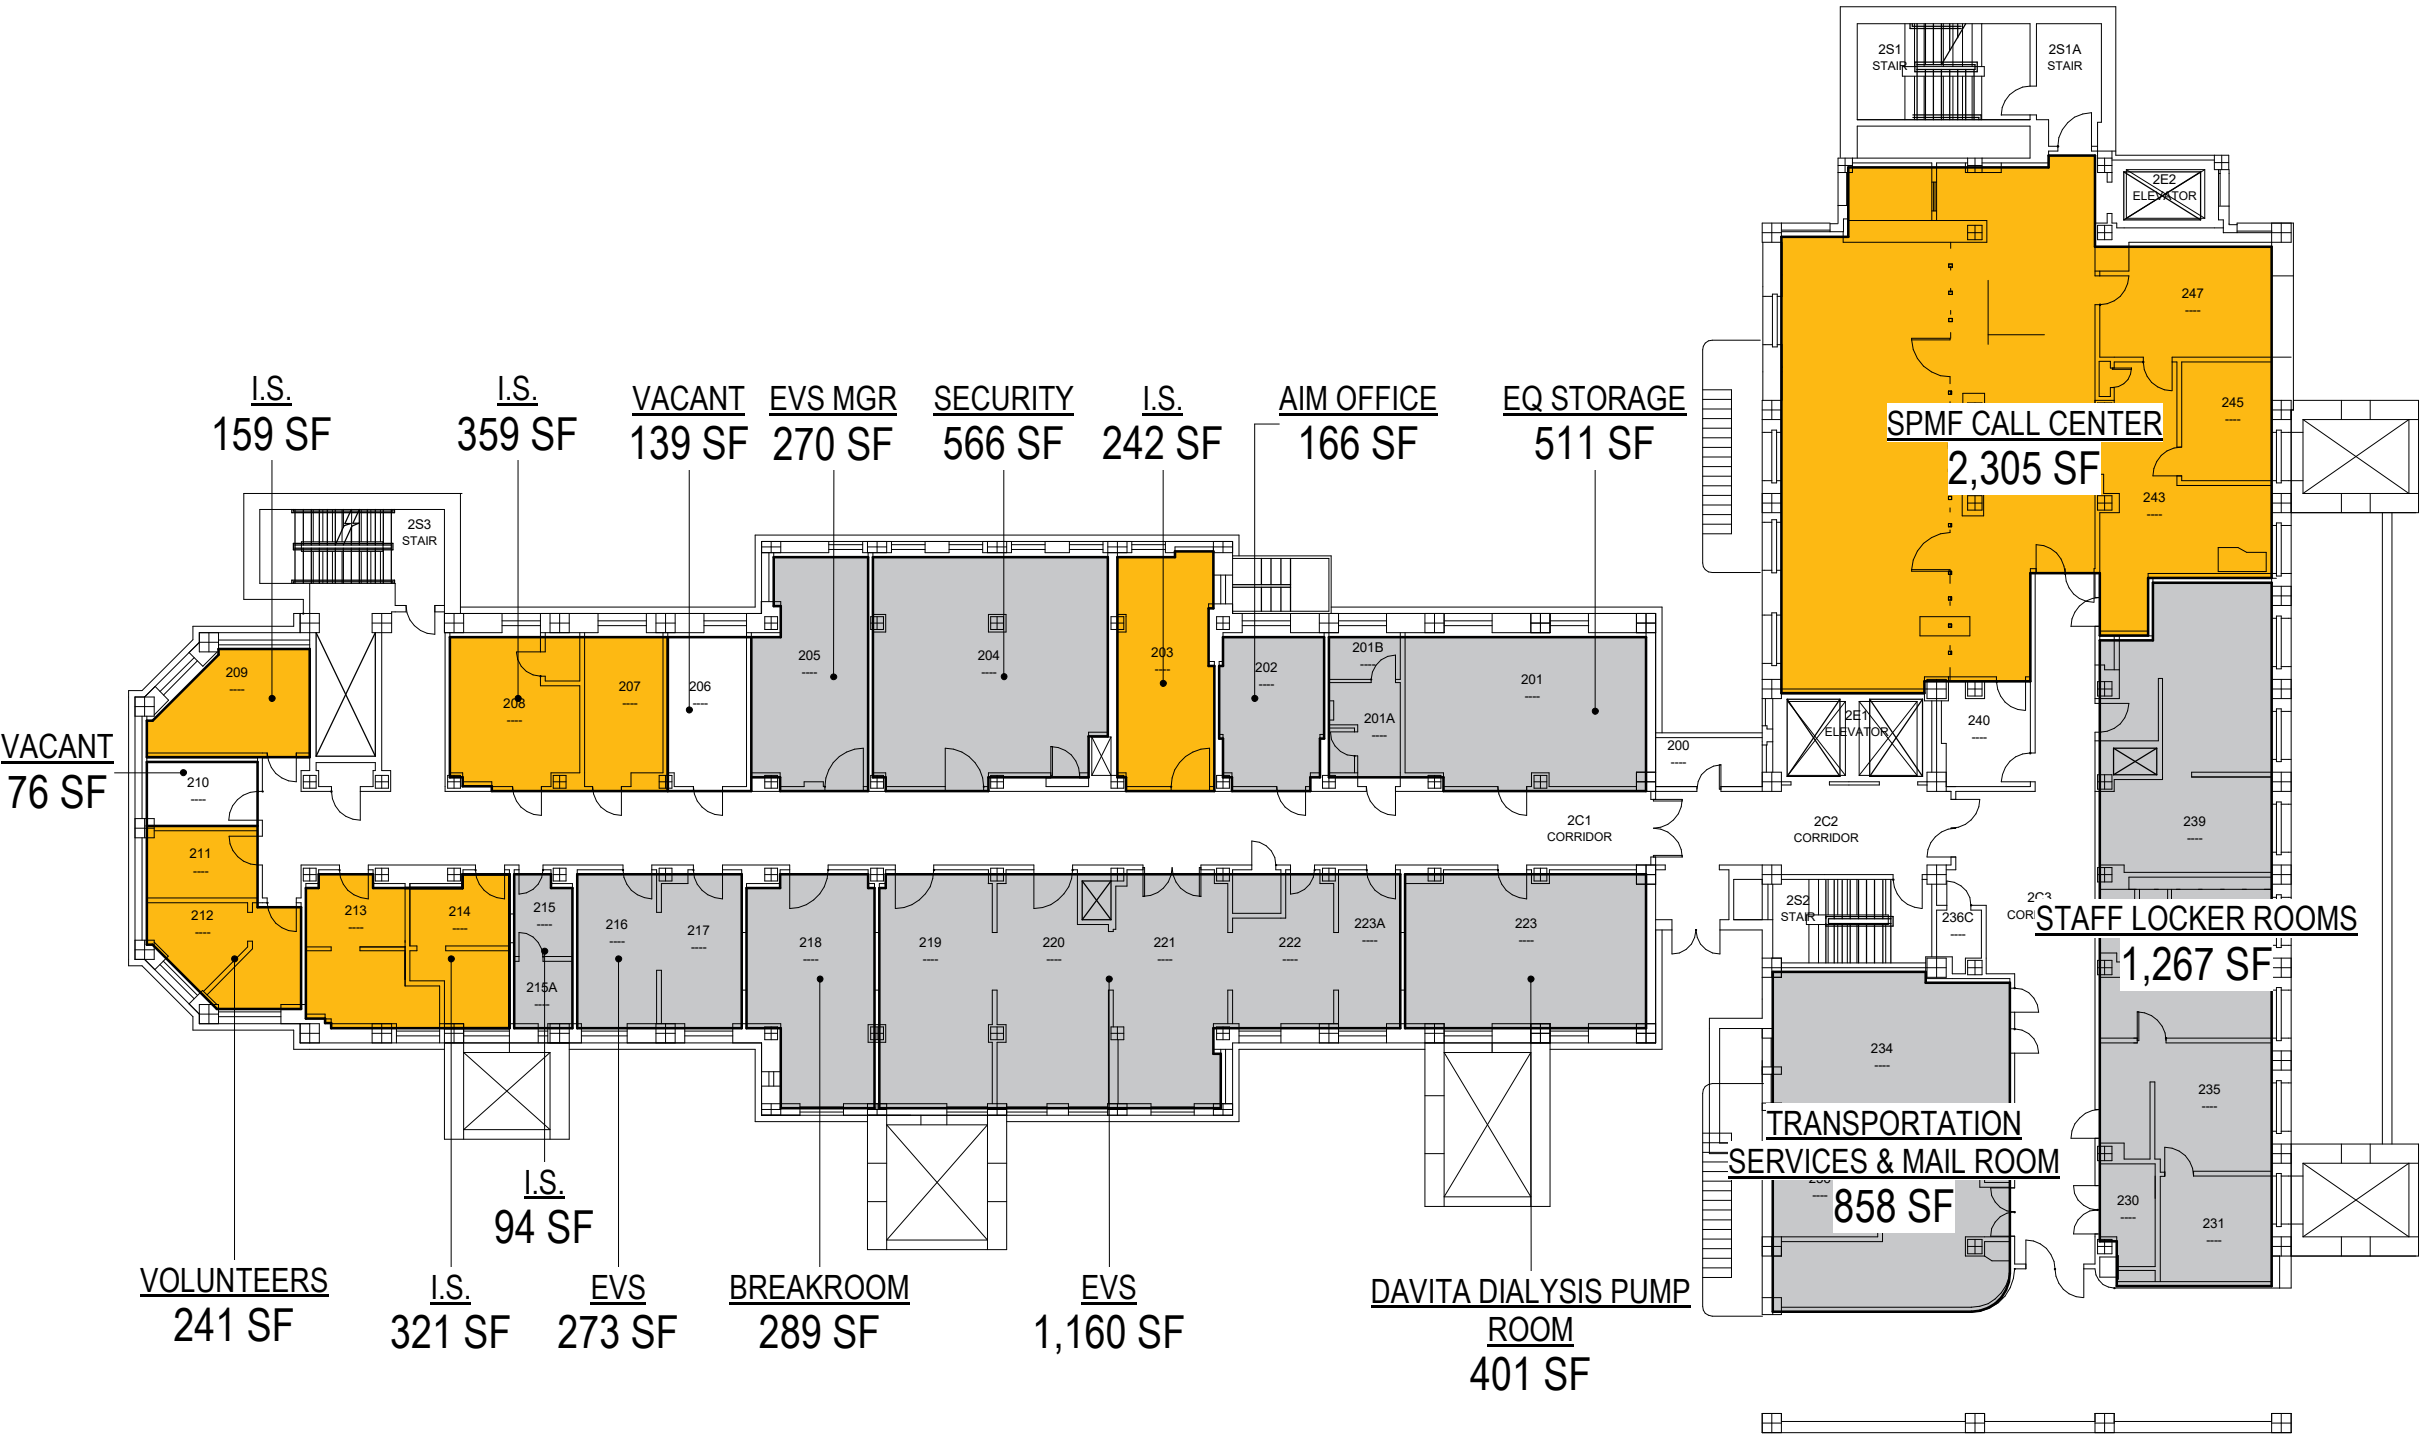 2S1
STAIR
2S1A
STAIR
2E2
ELEVATOR
247
----
245
----
SPMF CALL CENTER
2,305 SF
243
----
I.S.
159 SF
I.S.
359 SF
VACANT
139 SF
EVS MGR
270 SF
SECURITY
566 SF
I.S.
242 SF
AIM OFFICE
166 SF
EQ STORAGE
511 SF
2S3
STAIR
209
----
208
----
207
----
206
----
205
----
204
----
203
----
202
----
201B
----
201A
----
201
----
200
----
2E1
ELEVATOR
240
----
VACANT
76 SF
210
----
211
----
212
----
2C1
CORRIDOR
2C2
CORRIDOR
239
----
213
----
214
----
215
----
215A
----
216
----
217
----
218
----
219
----
220
----
221
----
222
----
223A
----
223
----
2S2
STAIR
236C
----
2C3
COR
STAFF LOCKER ROOMS
1,267 SF
234
----
235
----
TRANSPORTATION
SERVICES & MAIL ROOM
858 SF
----
230
----
231
----
I.S.
94 SF
VOLUNTEERS
241 SF
I.S.
321 SF
EVS
273 SF
BREAKROOM
289 SF
EVS
1,160 SF
DAVITA DIALYSIS PUMP
ROOM
401 SF